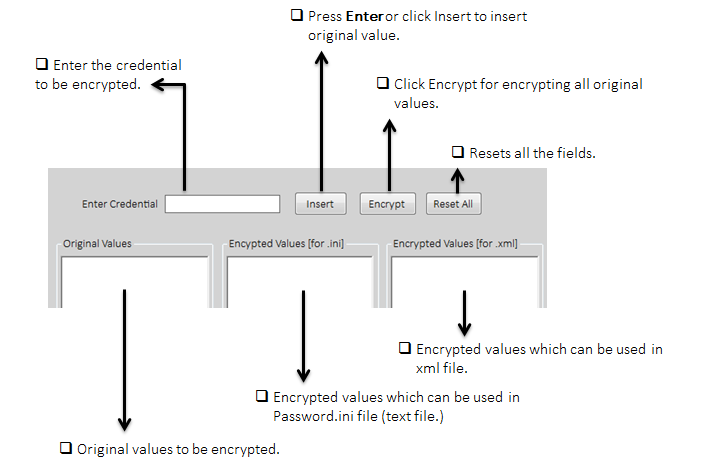 ❑ Press Enter or click Insert to insert
original value.
❑ Enter the credential
to be encrypted.
❑ Click Encrypt for encrypting all original
values.
❑ Resets all the fields.
Enter Credential
Insert
Encrypt
Reset All
Original Values
Encypted Values [for .ini]
Encrypted Values [for .xml]
❑ Encrypted values which can be used in
xml file.
❑ Encrypted values which can be used in
Password.ini file (text file.)
❑ Original values to be encrypted.